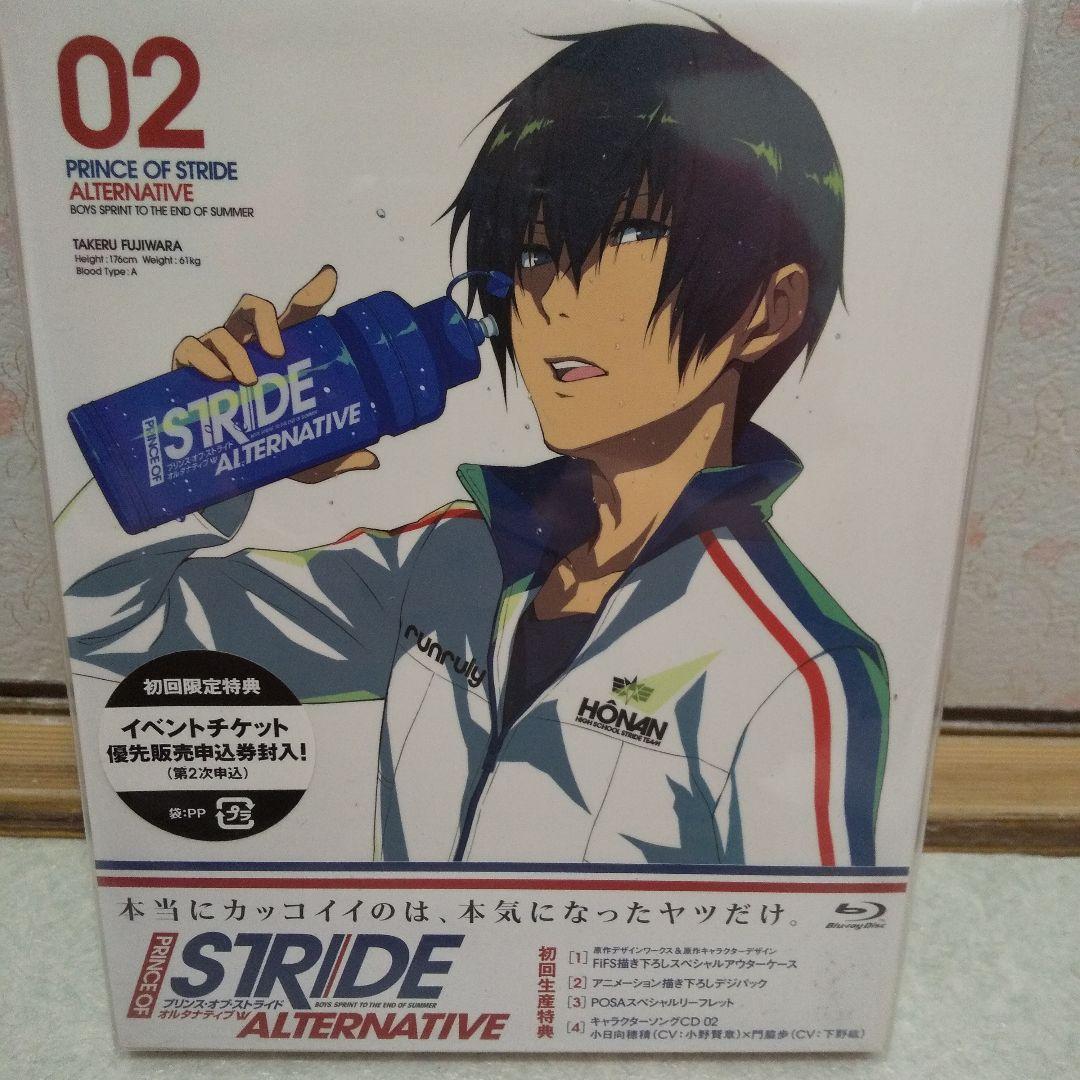 02
PRINCE OF STRIDE
ALTERNATIVE
BOYS SPRINT TO THE END OF SUMMER
TAKERU FUJIWARA
Height:176cm Weight:61kg
Blood Type:A
PRINCE OF
STRIDE
BOYS SPRINT TO THE END OF SUMMER
プリンス・オブ・ストライド
オルタナティブ
ALTERNATIVE
runruly
HÔNAN
HIGH SCHOOL STRIDE TEAM
初回限定特典
イベントチケット
優先販売申込券封入!
(第2次申込)
袋:PP プラ
本当にカッコイイのは、本気になったヤツだけ。
Blu-ray Disc
PRINCE OF
STRIDE
BOYS SPRINT TO THE END OF SUMMER
プリンス・オブ・ストライド
オルタナティブ
ALTERNATIVE
初回生産特典
[1] 原作デザインワークス&原作キャラクターデザイン
FiFS描き下ろしスペシャルアウターケース
[2] アニメーション描き下ろしデジパック
[3] POSAスペシャルリーフレット
[4] キャラクターソングCD 02
小日向穂積(CV:小野賢章)×門脇歩(CV:下野紘)